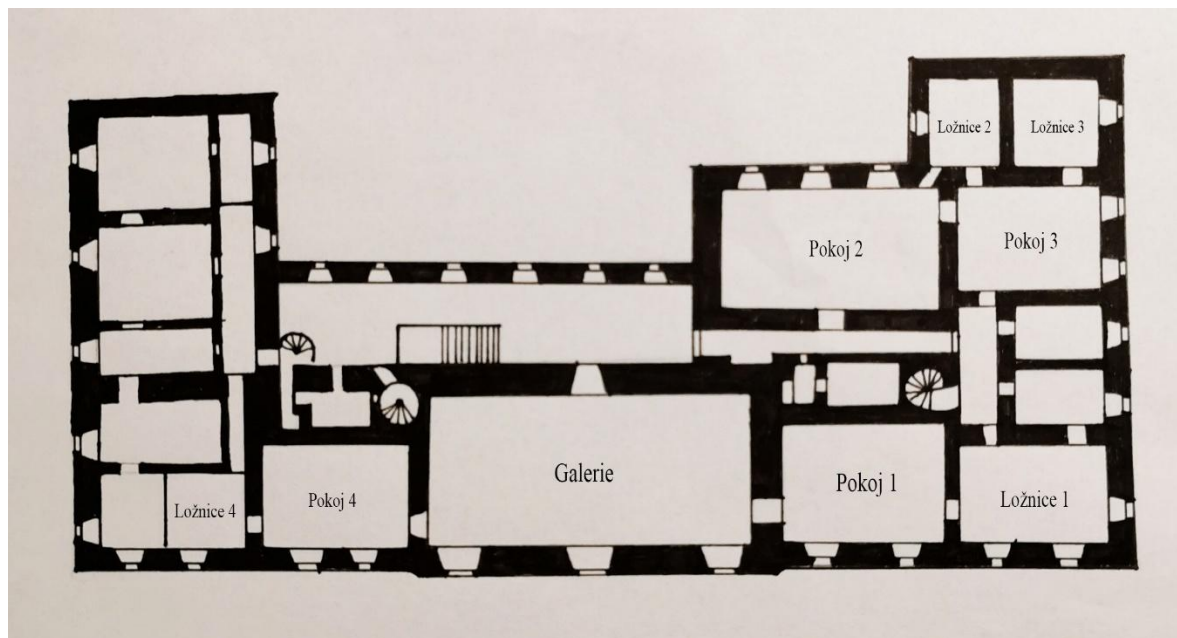 Ložnice 2
Ložnice 3
Pokoj 2
Pokoj 3
Galerie
Pokoj 1
Ložnice 1
Pokoj 4
Ložnice 4